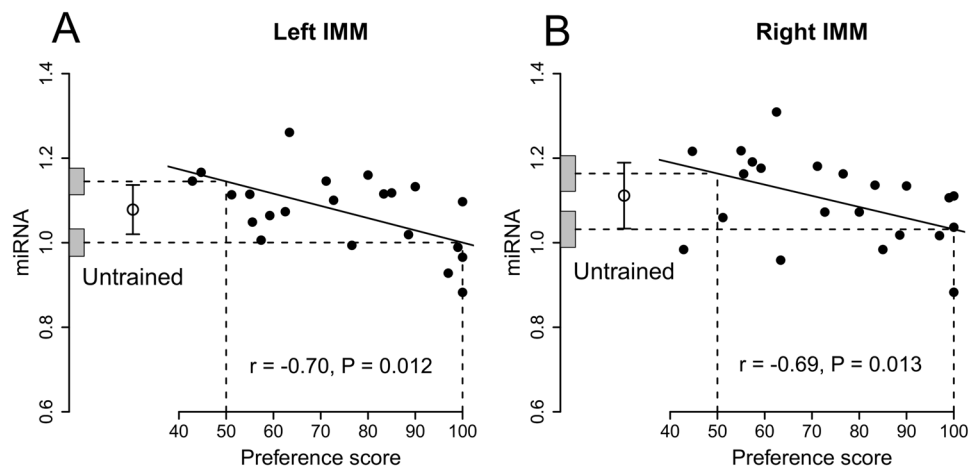 A
Left IMM
miRNA
1.4
1.2
1.0
0.8
0.6
Untrained
r = -0.70, P = 0.012
40 50 60 70 80 90 100
Preference score
B
Right IMM
miRNA
1.4
1.2
1.0
0.8
0.6
Untrained
r = -0.69, P = 0.013
40 50 60 70 80 90 100
Preference score